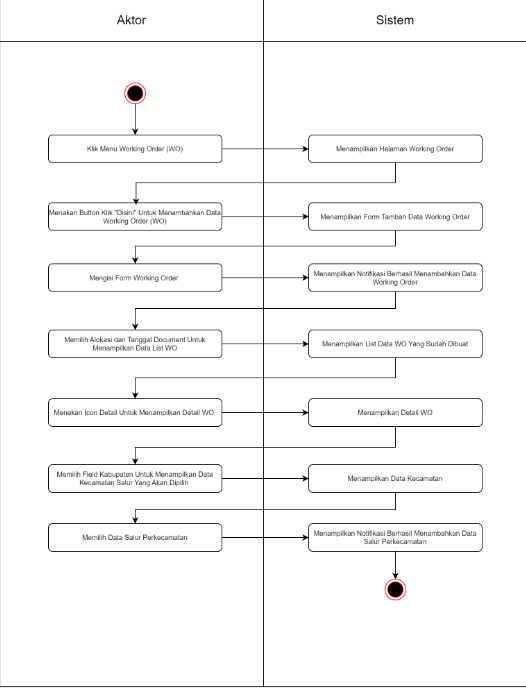 Aktor
Sistem
Klik Menu Working Order (WO)
Menampilkan Halaman Working Order
Menakan Button Klik "Disini" Untuk Menambahkan Data
Working Order (WO)
Menampilkan Form Tambah Data Working Order
Mengisi Form Working Order
Menampilkan Notifikasi Berhasil Menambahkan Data
Working Order
Memilih Alokasi dan Tanggal Document Untuk
Menampilkan Data List WO
Menampilkan List Data WO Yang Sudah Dibuat
Menekan Icon Detail Untuk Menampilkan Detail WO
Menampilkan Detail WO
Memilih Field Kabupaten Untuk Menampilkan Data
Kecamatan Salur Yang Akan Dipilih
Menampilkan Data Kecamatan
Memilih Data Salur Perkecamatan
Menampilkan Notifikasi Berhasil Menambahkan Data
Salur Perkecamatan